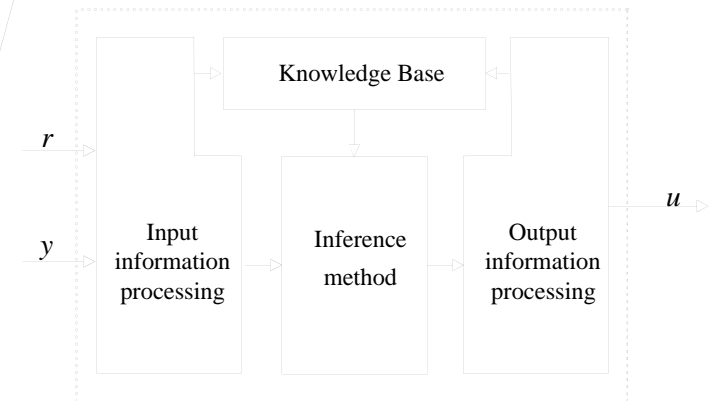 Knowledge Base
r
y
u
Input
information
processing
Inference
method
Output
information
processing